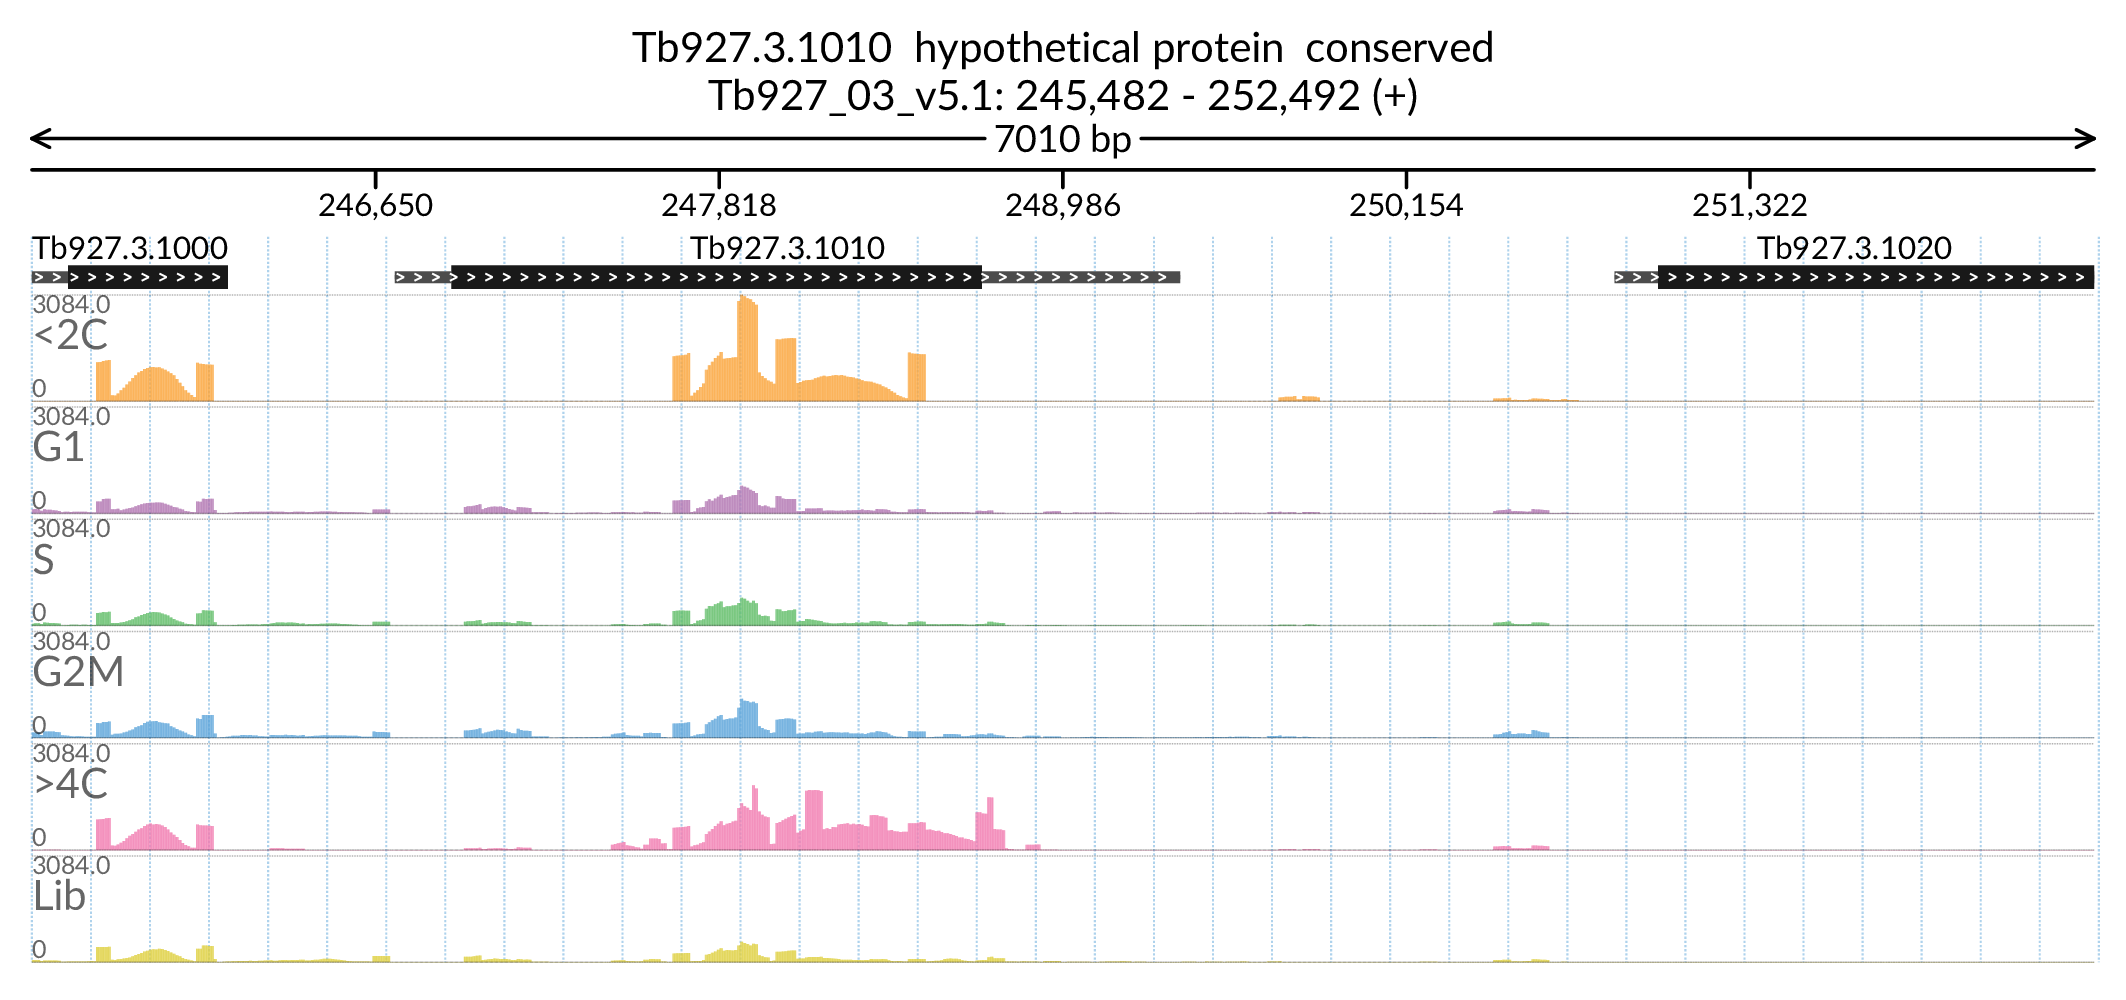 Tb927.3.1010 hypothetical protein conserved
Tb927_03_v5.1: 245,482 - 252,492 (+)
7010 bp
246,650 247,818 248,986 250,154 251,322
Tb927.3.1000 Tb927.3.1010 Tb927.3.1020
3084.0
<2C
0
3084.0
G1
0
3084.0
S
0
3084.0
G2M
0
3084.0
>4C
0
3084.0
Lib
0